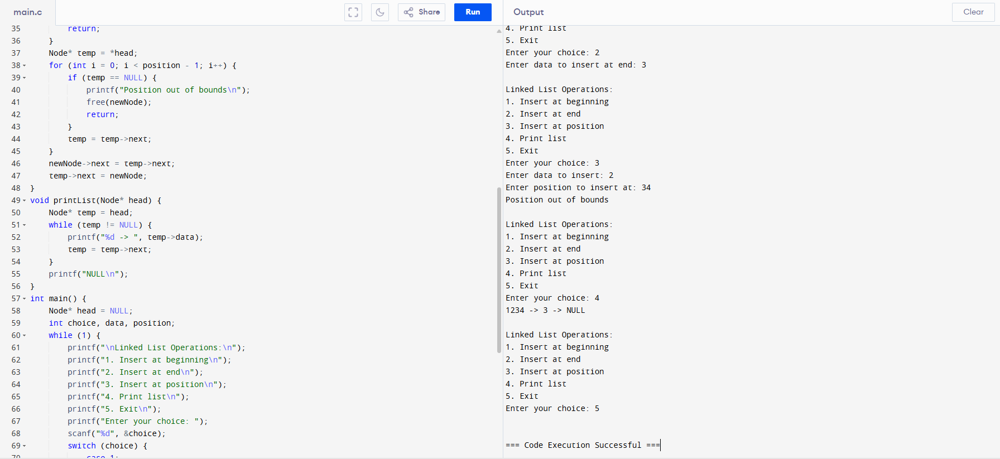 main.c
Share
Run
35 return;
36 }
37 Node* temp = *head;
38 for (int i = 0; i < position - 1; i++) {
39 if (temp == NULL) {
40 printf("Position out of bounds\n");
41 free(newNode);
42 return;
43 }
44 temp = temp->next;
45 }
46 newNode->next = temp->next;
47 temp->next = newNode;
48 }
49 void printList(Node* head) {
50 Node* temp = head;
51 while (temp != NULL) {
52 printf("%d -> ", temp->data);
53 temp = temp->next;
54 }
55 printf("NULL\n");
56 }
57 int main() {
58 Node* head = NULL;
59 int choice, data, position;
60 while (1) {
61 printf("\nLinked List Operations:\n");
62 printf("1. Insert at beginning\n");
63 printf("2. Insert at end\n");
64 printf("3. Insert at position\n");
65 printf("4. Print list\n");
66 printf("5. Exit\n");
67 printf("Enter your choice: ");
68 scanf("%d", &choice);
69 switch (choice) {
70 case 1:
Output
Clear
4. Print list
5. Exit
Enter your choice: 2
Enter data to insert at end: 3
Linked List Operations:
1. Insert at beginning
2. Insert at end
3. Insert at position
4. Print list
5. Exit
Enter your choice: 3
Enter data to insert: 2
Enter position to insert at: 34
Position out of bounds
Linked List Operations:
1. Insert at beginning
2. Insert at end
3. Insert at position
4. Print list
5. Exit
Enter your choice: 4
1234 -> 3 -> NULL
Linked List Operations:
1. Insert at beginning
2. Insert at end
3. Insert at position
4. Print list
5. Exit
Enter your choice: 5
=== Code Execution Successful ===